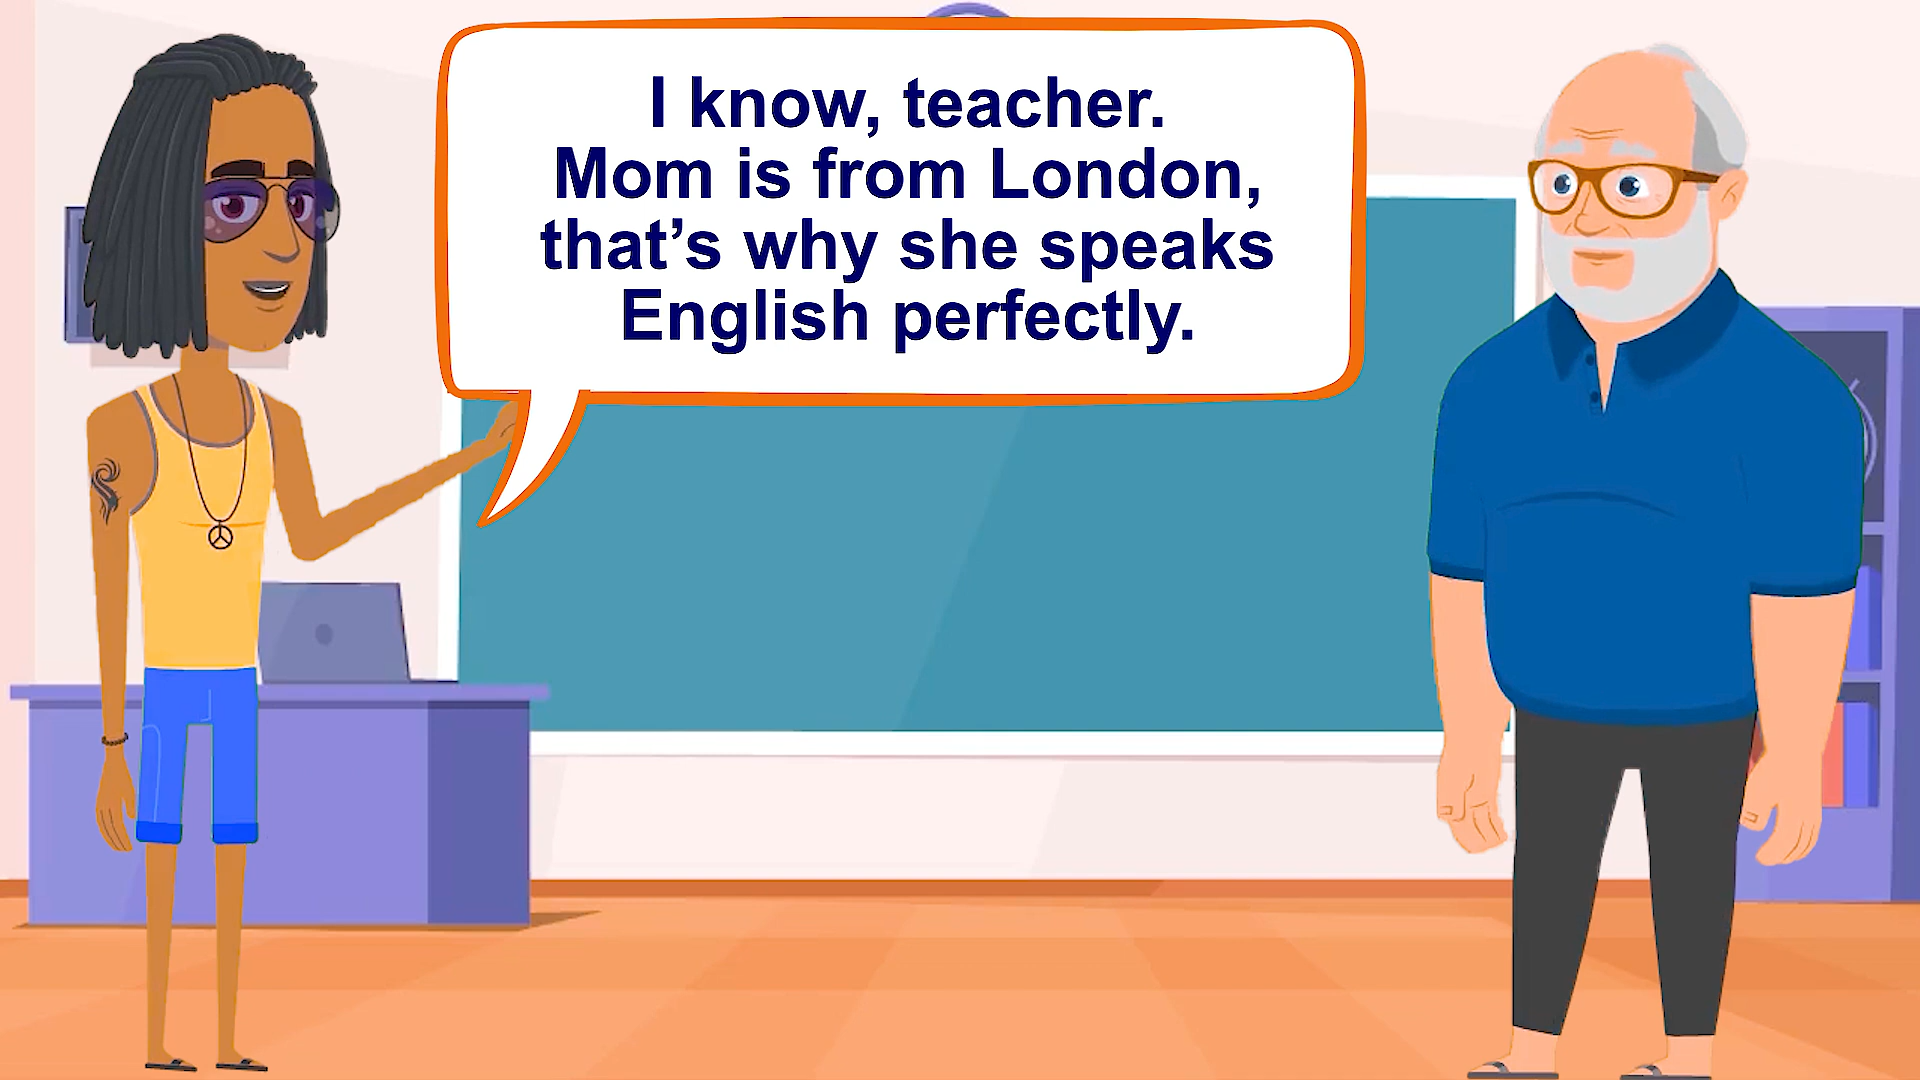 I know, teacher.
Mom is from London,
that’s why she speaks
English perfectly.